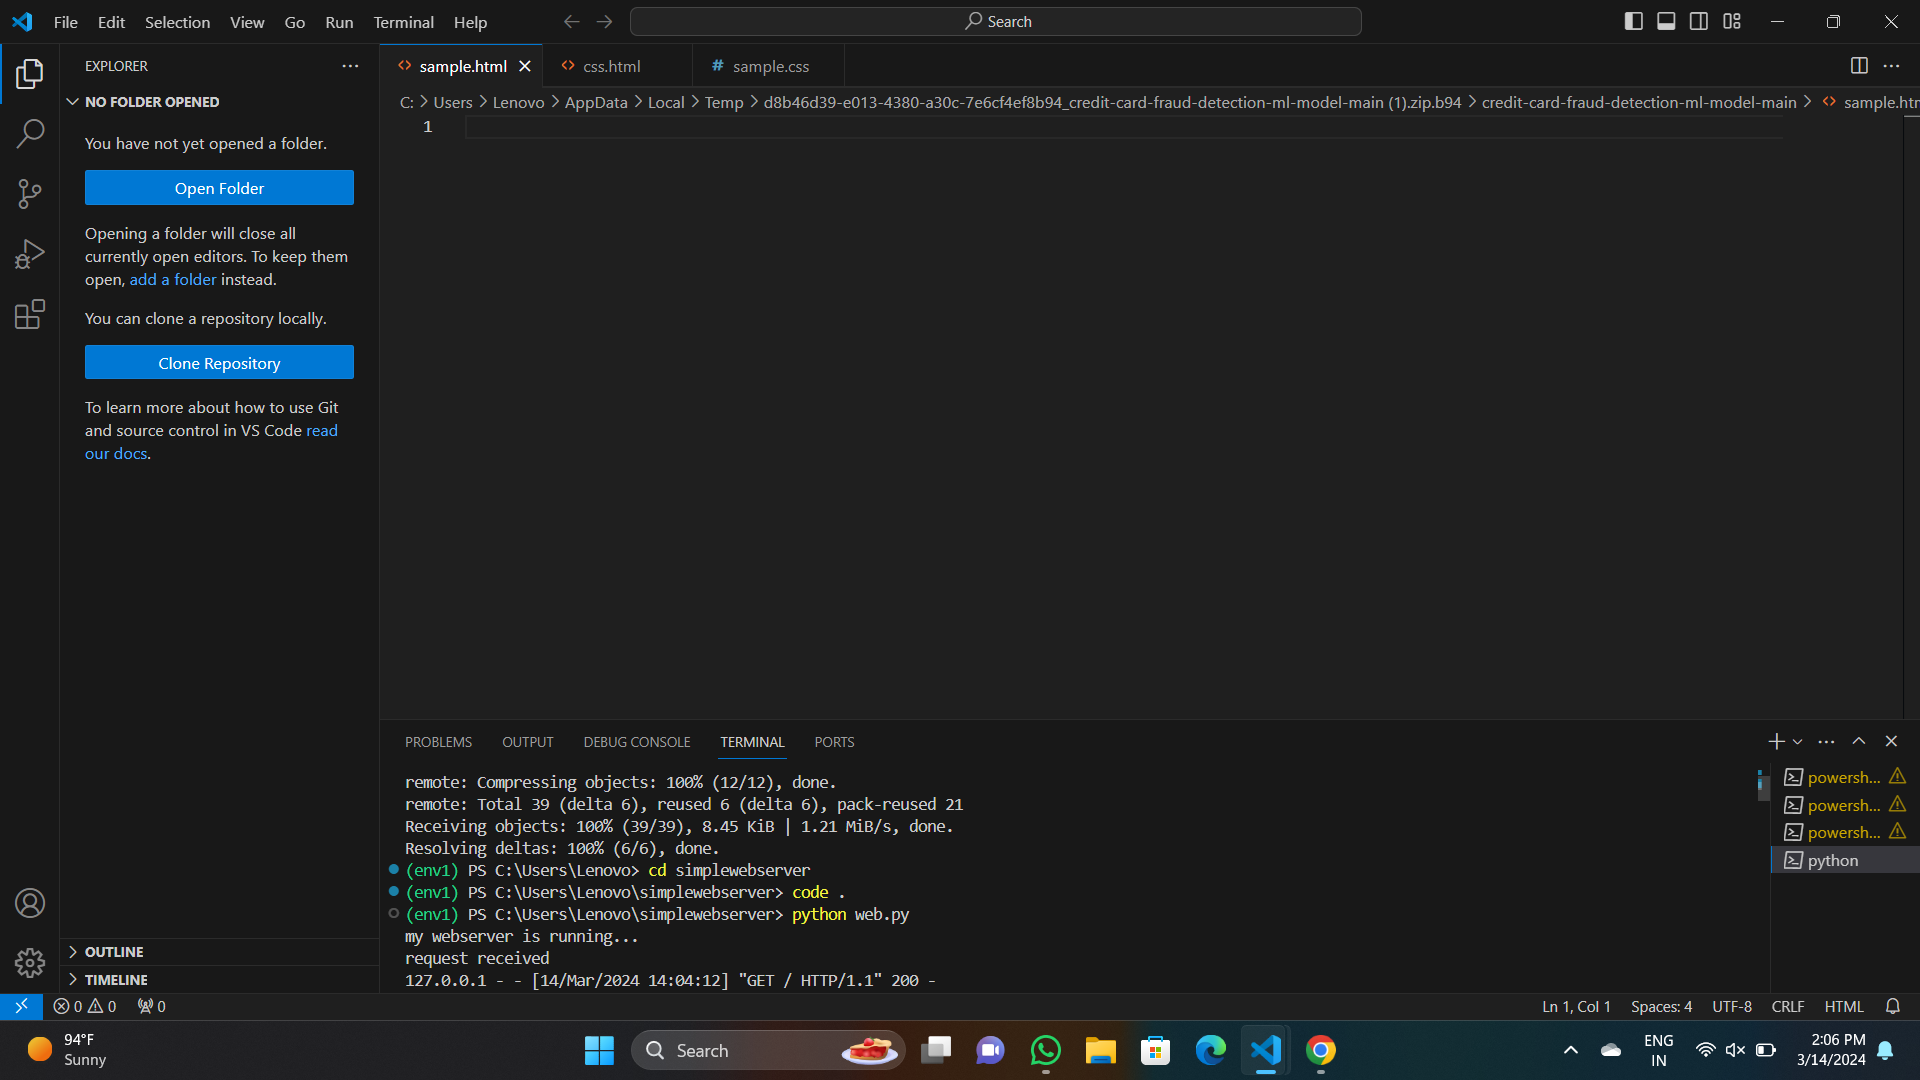 File Edit Selection View Go Run Terminal Help
Search
EXPLORER
NO FOLDER OPENED
You have not yet opened a folder.
Open Folder
Opening a folder will close all
currently open editors. To keep them
open, add a folder instead.
You can clone a repository locally.
Clone Repository
To learn more about how to use Git
and source control in VS Code read
our docs.
OUTLINE
TIMELINE
sample.html css.html # sample.css
C: > Users > Lenovo > AppData > Local > Temp > d8b46d39-e013-4380-a30c-7e6cf4ef8b94_credit-card-fraud-detection-ml-model-main (1).zip.b94 > credit-card-fraud-detection-ml-model-main > <> sample.htm
1
PROBLEMS OUTPUT DEBUG CONSOLE TERMINAL PORTS
remote: Compressing objects: 100% (12/12), done.
remote: Total 39 (delta 6), reused 6 (delta 6), pack-reused 21
Receiving objects: 100% (39/39), 8.45 KiB | 1.21 MiB/s, done.
Resolving deltas: 100% (6/6), done.
(env1) PS C:\Users\Lenovo> cd simplewebserver
(env1) PS C:\Users\Lenovo\simplewebserver> code .
(env1) PS C:\Users\Lenovo\simplewebserver> python web.py
my webserver is running...
request received
127.0.0.1 - - [14/Mar/2024 14:04:12] "GET / HTTP/1.1" 200 -
powersh...
powersh...
powersh...
python
0 0 0
Ln 1, Col 1 Spaces: 4 UTF-8 CRLF HTML
94°F
Sunny
Search
ENG
IN
2:06 PM
3/14/2024